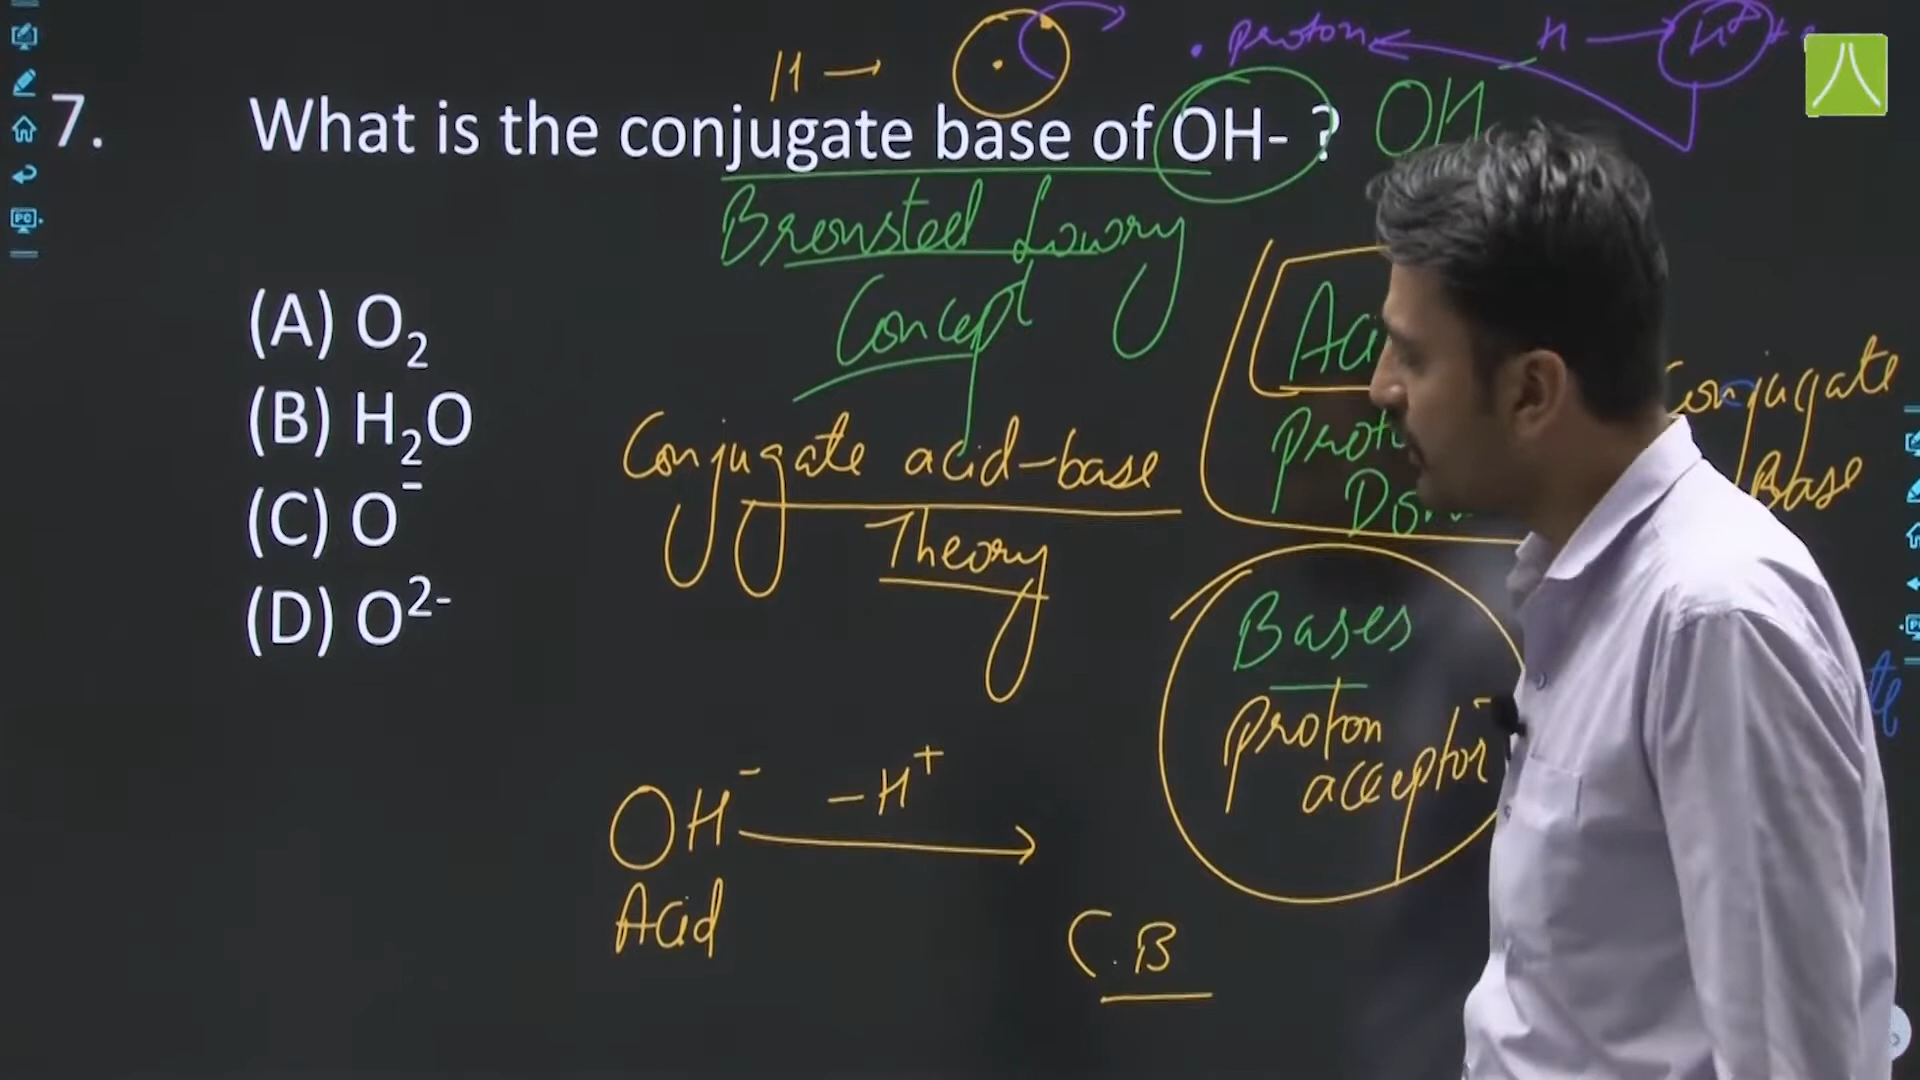 H → • proton ← H → H⁺ +
7. What is the conjugate base of OH- ? OH
Bronsted Lowry
Concept
(A) O₂
(B) H₂O
(C) O⁻
(D) O²⁻
Conjugate acid-base
Theory
Conjugate
Base
Bases
proton
acceptor
OH⁻ –H⁺ →
Acid
C.B
PC